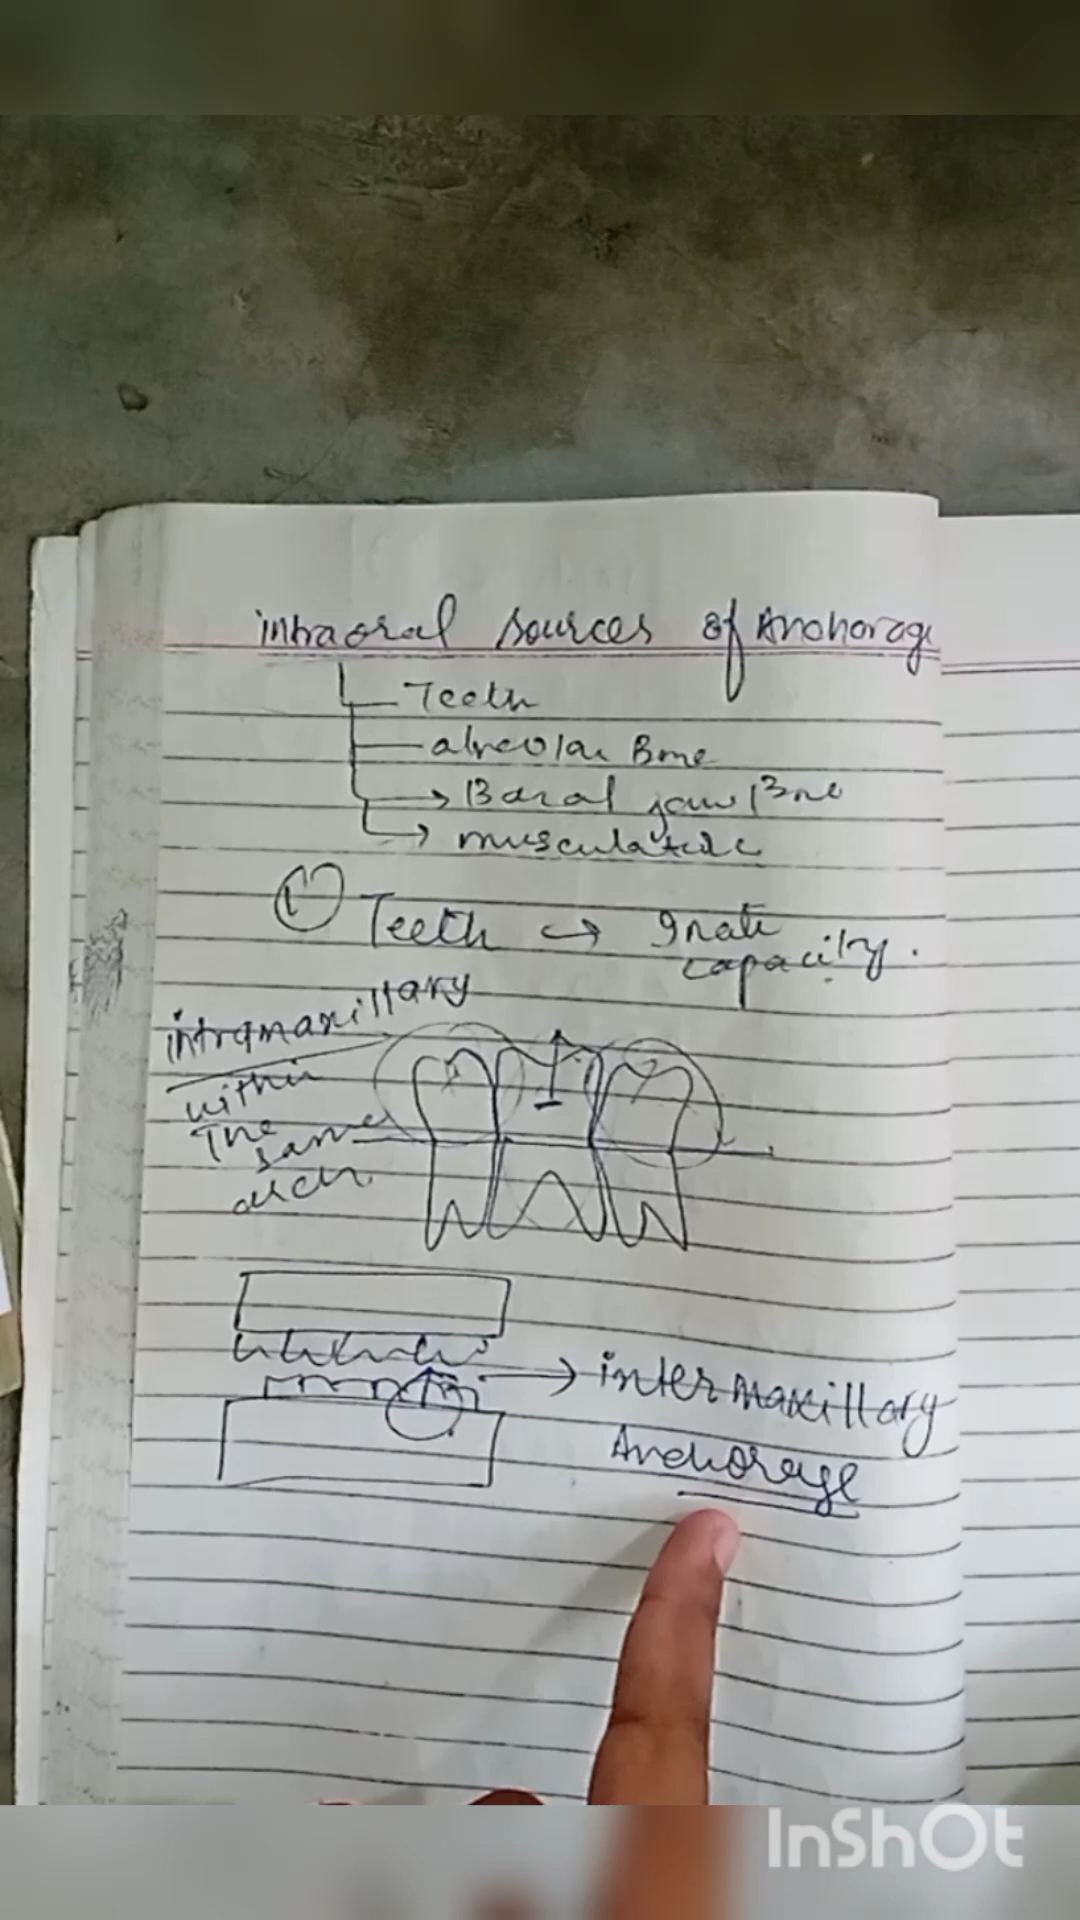 intraoral sources of Anchorage
Teeth
alveolar Bone
Basal jaw Bone
musculature
1 Teeth → Inate
capacity.
intramaxillary
within
The
same
arch.
→ intermaxillary
Anchorage
InShOt